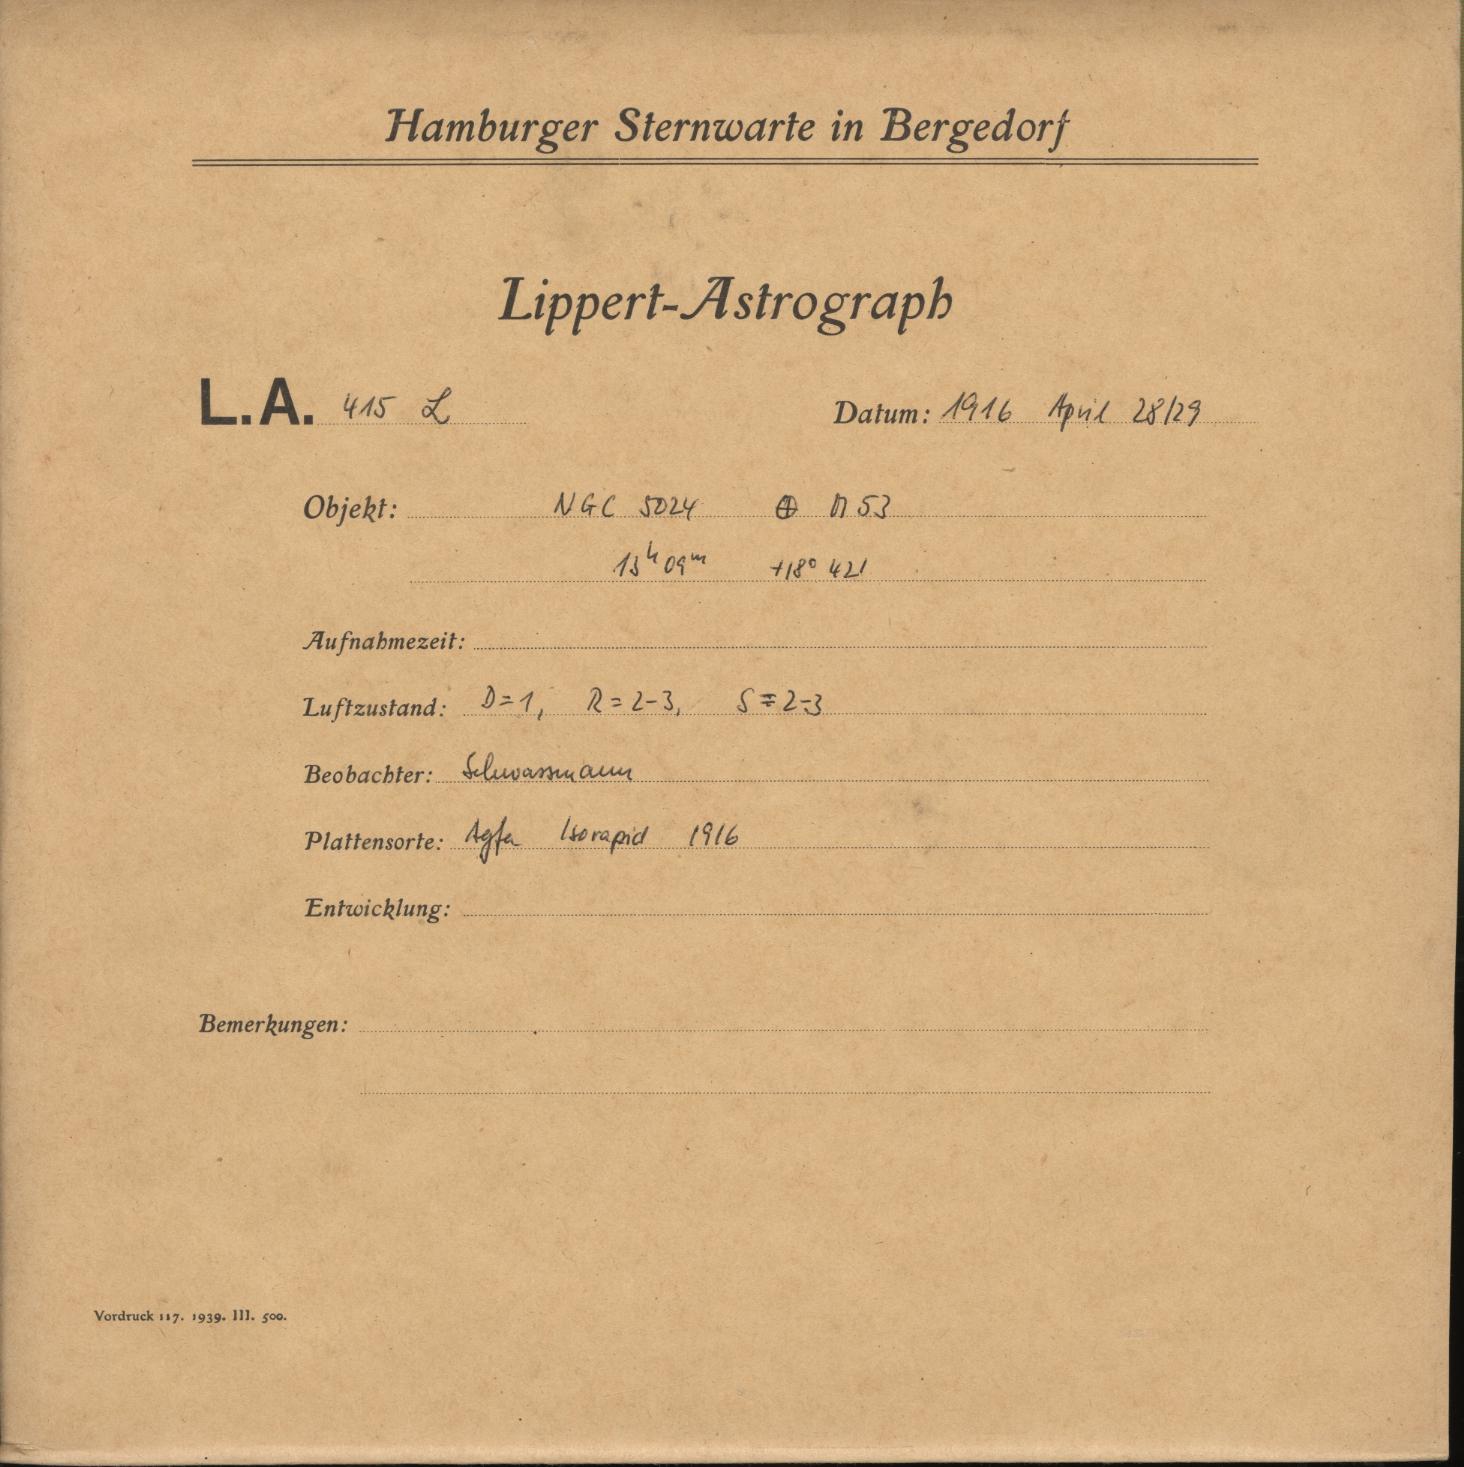 Hamburger Sternwarte in Bergedorf
Lippert-Astrograph
L.A. 415 L Datum: 1916 April 28/29
Objekt: NGC 5024 ⊕ M 53
13h 09m +18° 42'
Aufnahmezeit:
Luftzustand: D=1, R=2-3, S=2-3
Beobachter: Schwassmann
Plattensorte: Agfa Isorapid 1916
Entwicklung:
Bemerkungen:
Vordruck 117. 1939. III. 500.